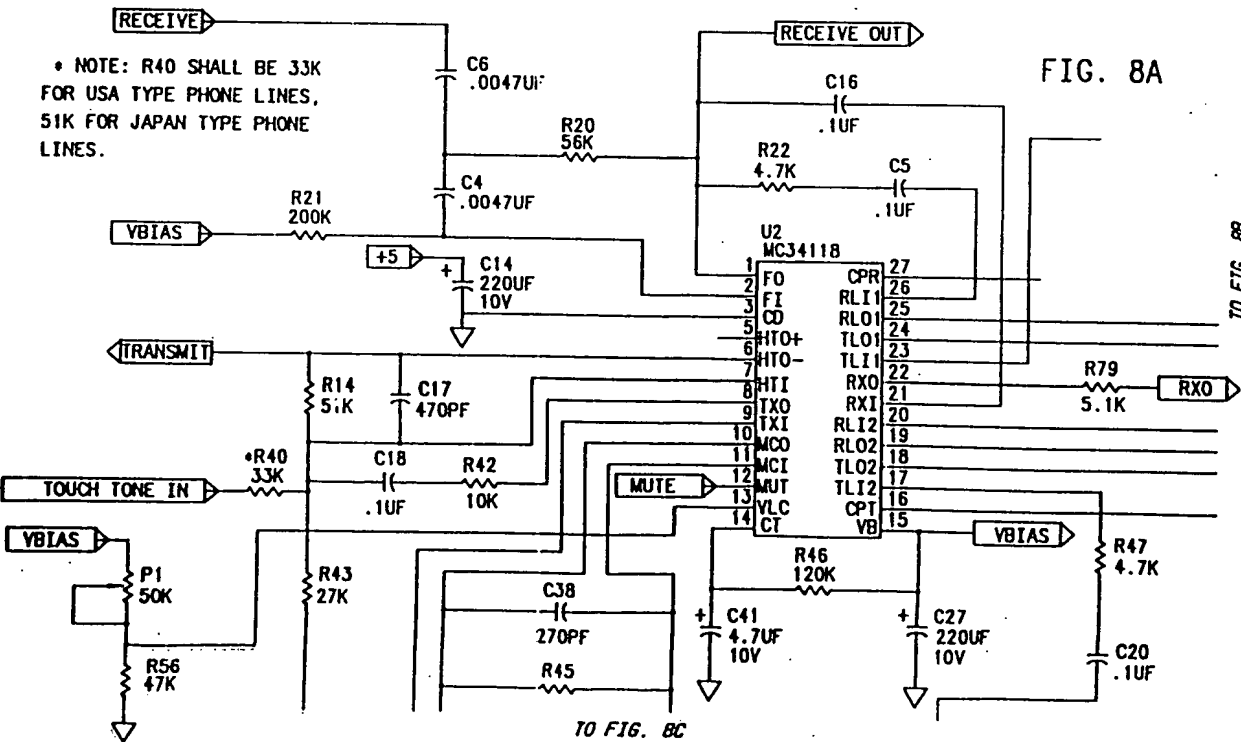 RECEIVE
RECEIVE OUT
FIG. 8A
* NOTE: R40 SHALL BE 33K
FOR USA TYPE PHONE LINES,
51K FOR JAPAN TYPE PHONE
LINES.
C6
.0047UF
C16
.1UF
R20
56K
R22
4.7K
C5
.1UF
C4
.0047UF
R21
200K
VBIAS
+5
+
C14
220UF
10V
U2
MC34118
TO FIG. 8B
1
FO
2
FI
3
CD
5
HTO+
6
HTO-
7
HTI
8
TXO
9
TXI
10
MCO
11
MCI
12
MUT
13
VLC
14
CT
CPR
27
RLI1
26
RLO1
25
TLO1
24
TLI1
23
RXO
22
RXI
21
RLI2
20
RLO2
19
TLO2
18
TLI2
17
CPT
16
VB
15
TRANSMIT
R14
C17
470PF
R79
5.1K
RXO
*R40
33K
C18
.1UF
R42
10K
TOUCH TONE IN
MUTE
VBIAS
VBIAS
P1
50K
R43
27K
R46
120K
R47
4.7K
C38
270PF
+
C41
4.7UF
10V
+
C27
220UF
10V
C20
.1UF
R56
47K
R45
TO FIG. 8C